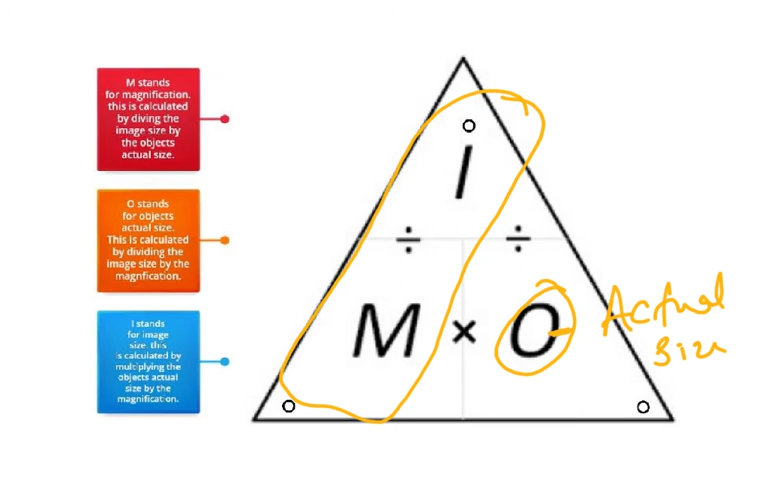 M stands
for magnification.
this is calculated
by diving the
image size by
the objects
actual size.
O stands
for objects
actual size.
This is calculated
by dividing the
image size by the
magnfication.
I stands
for image
size. this
is calculated by
multiplying the
objects actual
size by the
magnification.
I
÷ ÷
M × O
Actual
Size